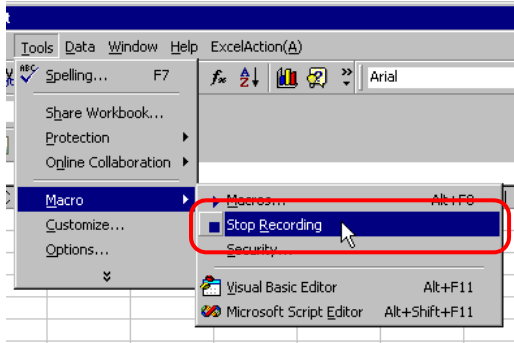 Tools Data Window Help ExcelAction(A)
ABC Spelling... F7
Arial
Share Workbook...
Protection
Online Collaboration
Macro
Macros... Alt+F8
Customize...
Stop Recording
Options...
Security...
Visual Basic Editor Alt+F11
Microsoft Script Editor Alt+Shift+F11